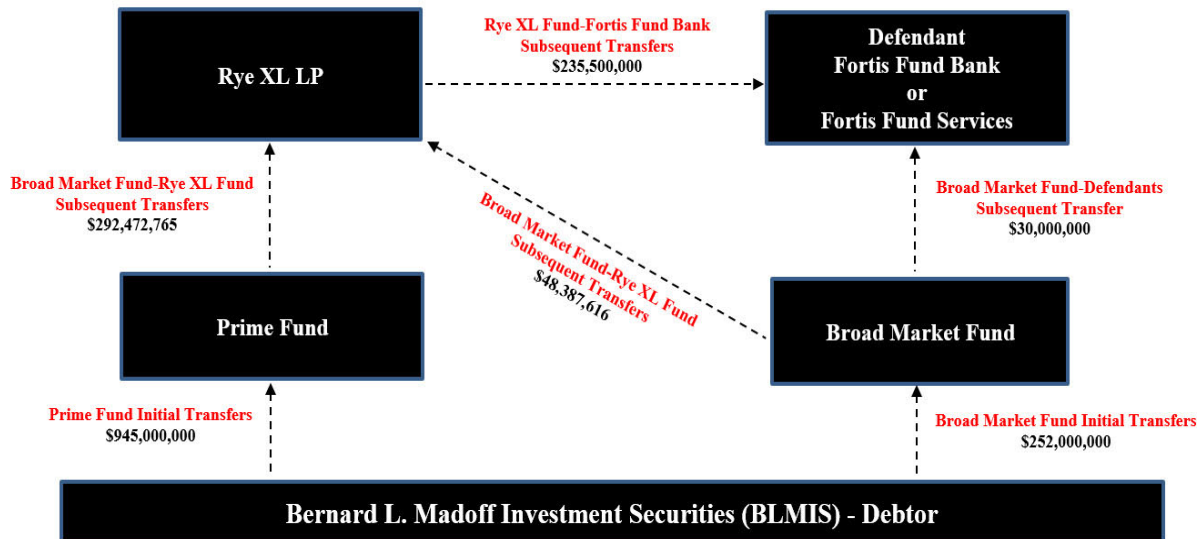 Rye XL LP
Rye XL Fund-Fortis Fund Bank
Subsequent Transfers
$235,500,000
Defendant
Fortis Fund Bank
or
Fortis Fund Services
Broad Market Fund-Rye XL Fund
Subsequent Transfers
$292,472,765
Broad Market Fund-Rye XL Fund
Subsequent Transfers
$48,387,616
Broad Market Fund-Defendants
Subsequent Transfer
$30,000,000
Prime Fund
Broad Market Fund
Prime Fund Initial Transfers
$945,000,000
Broad Market Fund Initial Transfers
$252,000,000
Bernard L. Madoff Investment Securities (BLMIS) - Debtor